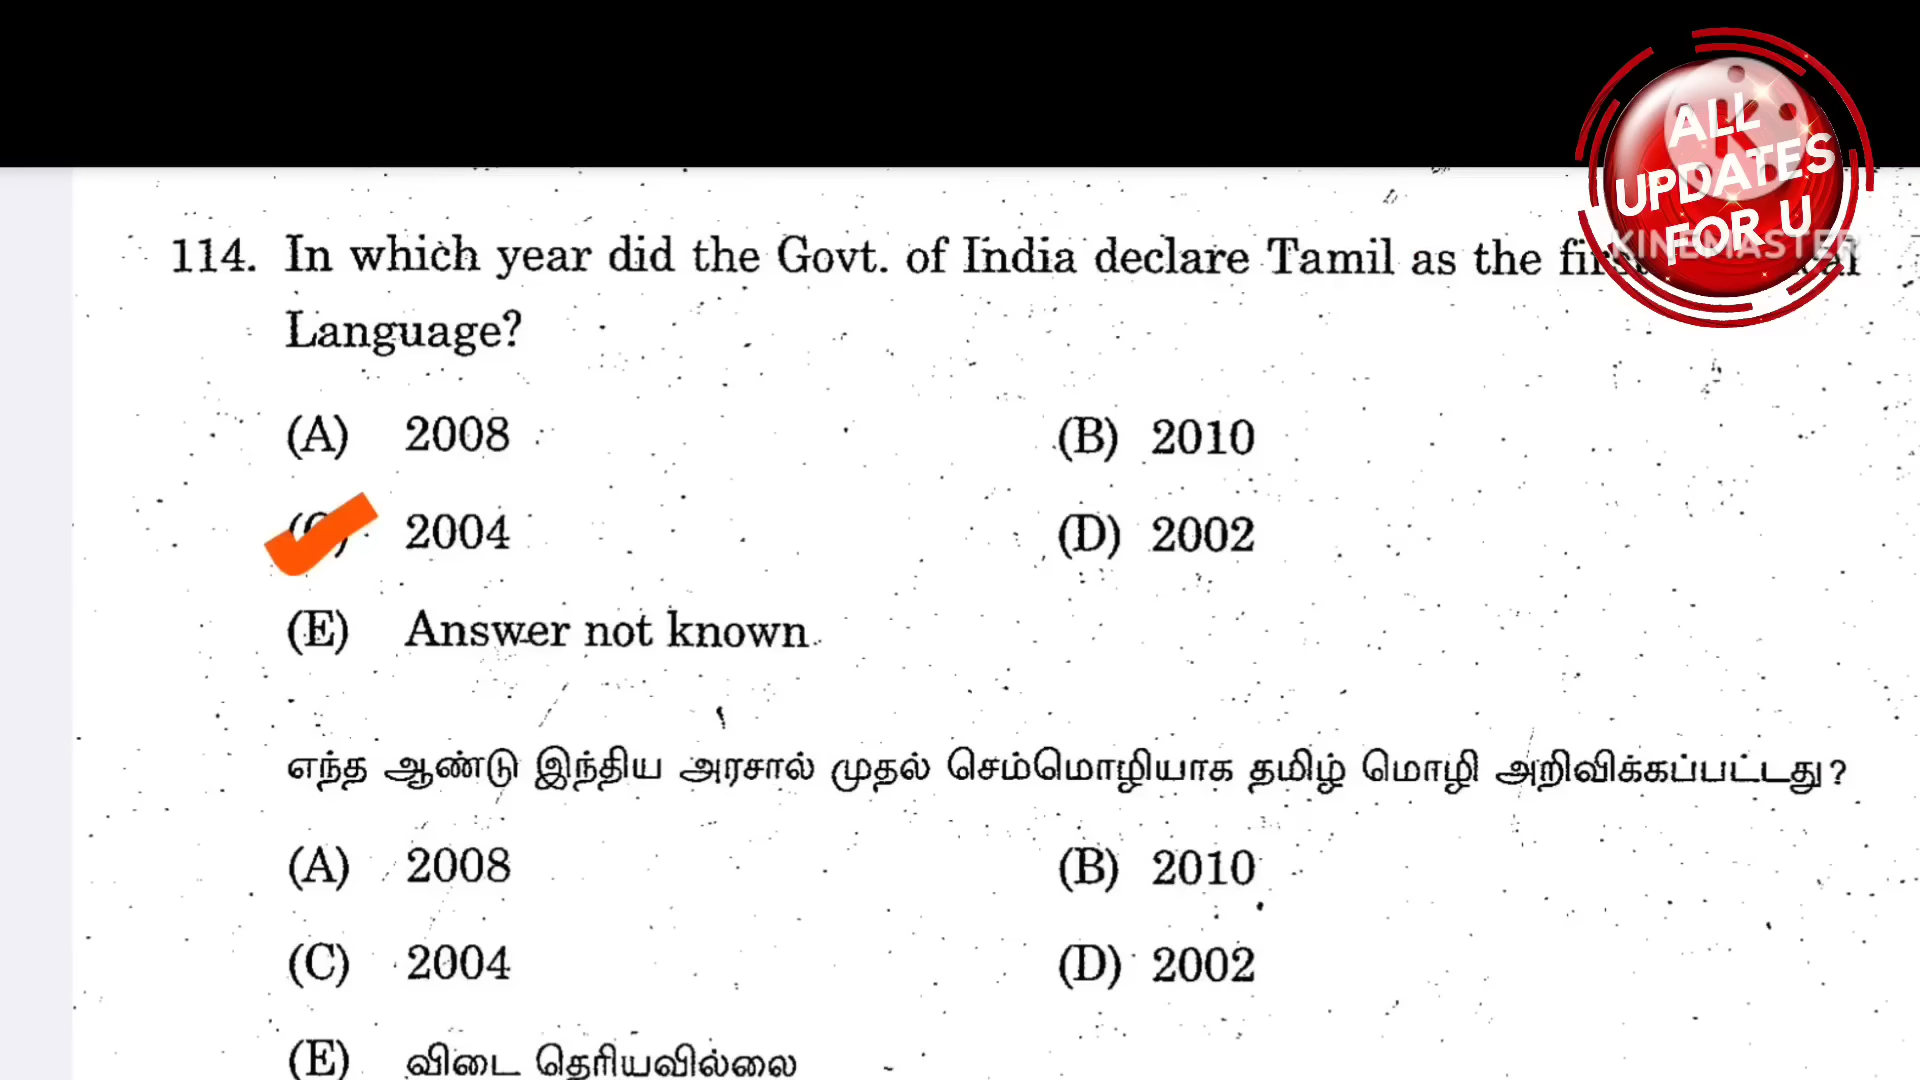 ALL
UPDATES
FOR U
KINEMASTER
114. In which year did the Govt. of India declare Tamil as the
Language?
(A) 2008 (B) 2010
2004 (D) 2002
(E) Answer not known
எந்த ஆண்டு இந்திய அரசால் முதல் செம்மொழியாக தமிழ் மொழி அறிவிக்கப்பட்டது?
(A) 2008 (B) 2010
(C) 2004 (D) 2002
(E) விடை தெரியவில்லை